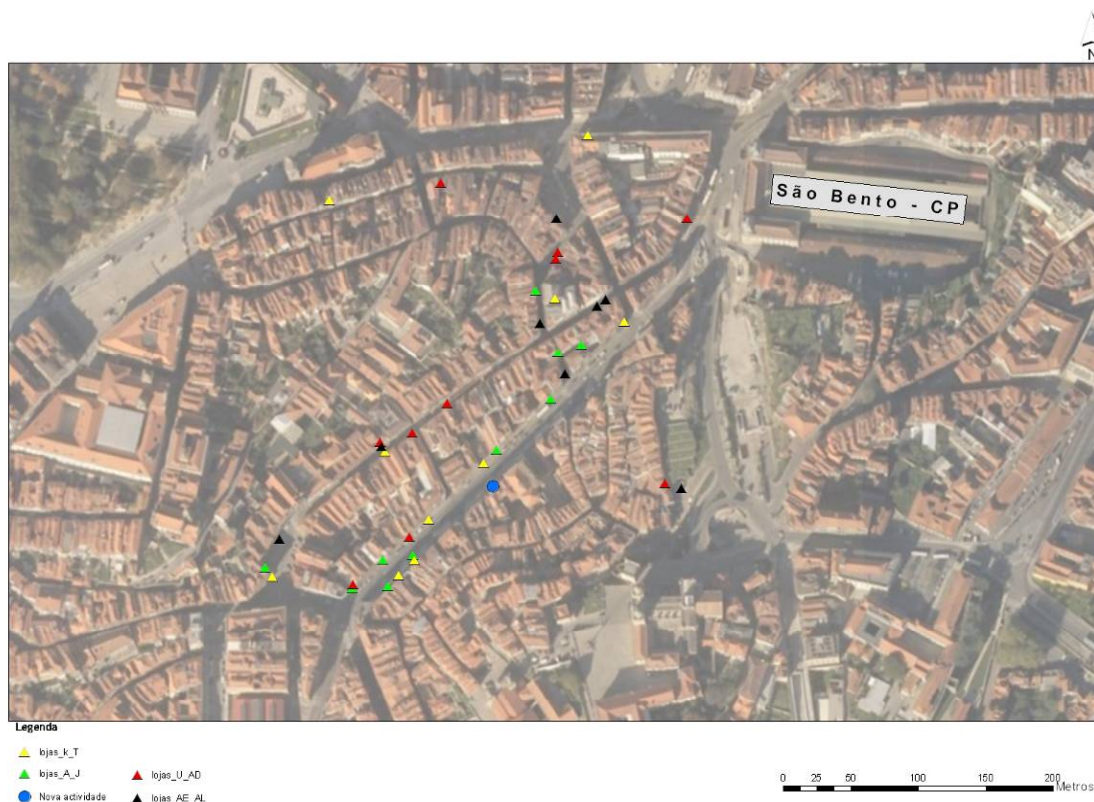 N
São Bento - CP
Legenda
lojas_k_T
lojas_A_J
lojas_U_AD
Nova actividade
lojas_AE_AL
0 25 50 100 150 200 Metros